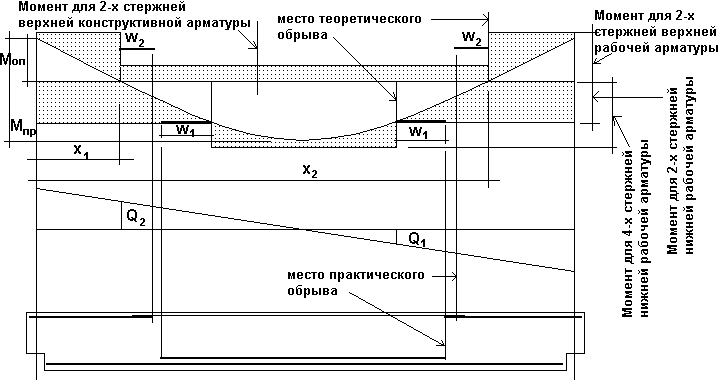 Момент для 2-х стержней
верхней конструктивной арматуры
место теоретического
обрыва
Момент для 2-х
стержней верхней
рабочей арматуры
W2
W2
Mоп
Mпр
W1
W1
X1
X2
Q2
Q1
место практического
обрыва
Момент для 4-х стержней
нижней рабочей арматуры
Момент для 2-х стержней
нижней рабочей арматуры